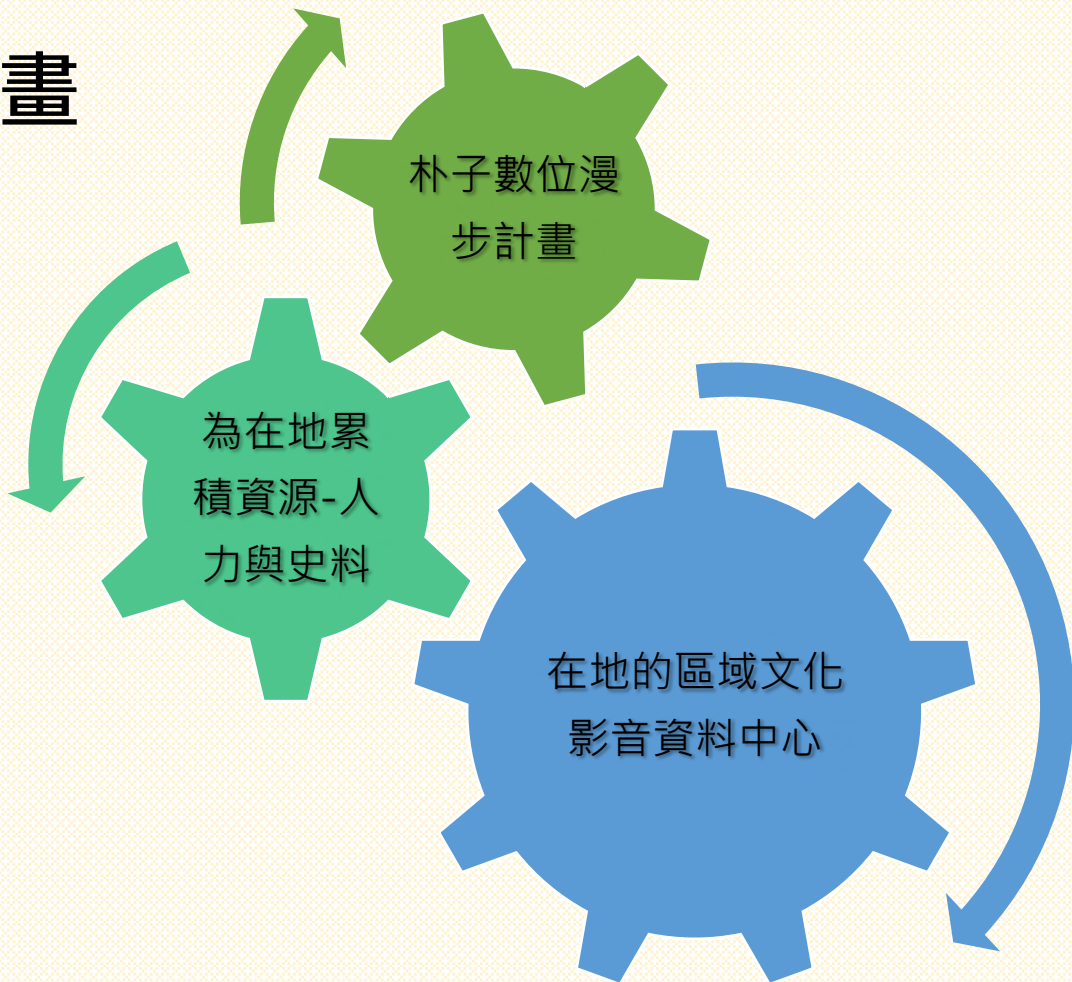 畫
朴子數位漫
步計畫
為在地累
積資源-人
力與史料
在地的區域文化
影音資料中心